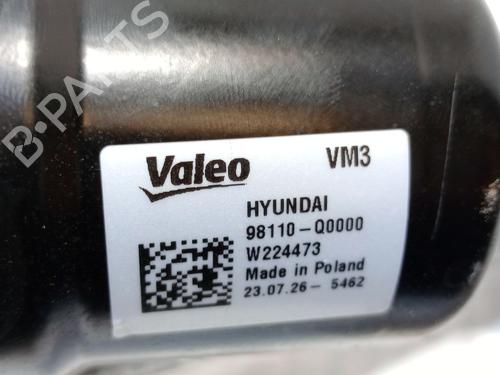 B-PARTS
Valeo VM3
HYUNDAI
98110-Q0000
W224473
Made in Poland
23.07.26- 5462